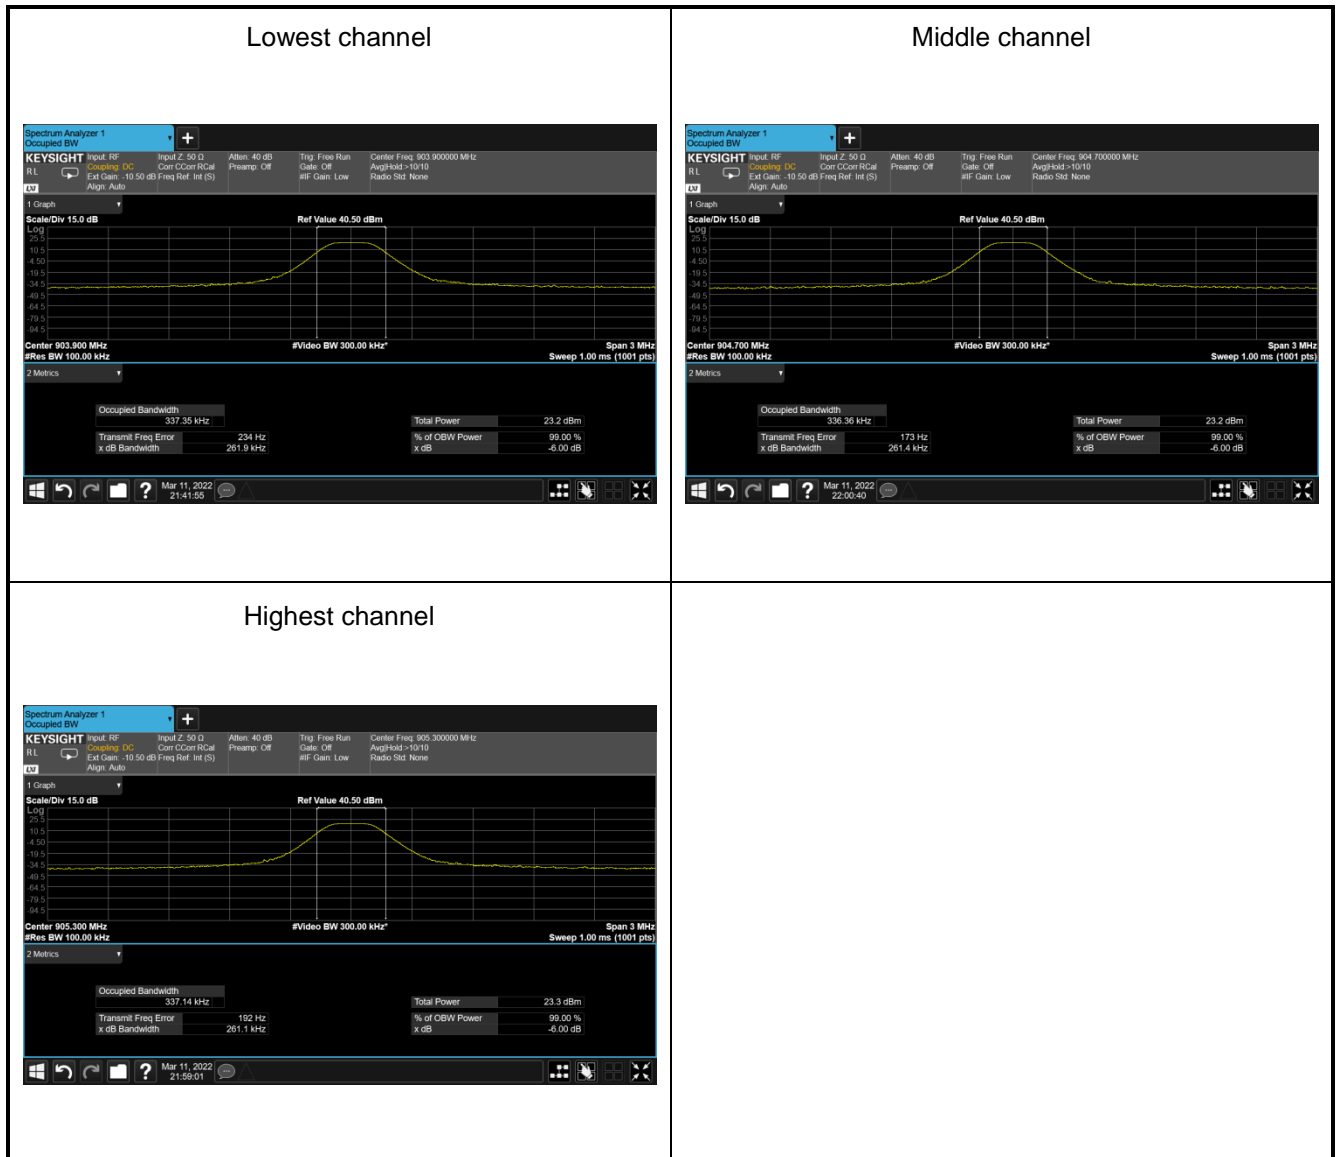 Lowest channel
Spectrum Analyzer 1
Occupied BW
+
KEYSIGHT Input: RF Input Z: 50 Ω Atten: 40 dB Trig: Free Run Center Freq: 903.900000 MHz
RL Coupling: DC Corr CCorr RCal Preamp: Off Gate: Off Avg|Hold:>10/10
Ext Gain: -10.50 dB Freq Ref: Int (S) #IF Gain: Low Radio Std: None
LXI Align: Auto
1 Graph
Scale/Div 15.0 dB Ref Value 40.50 dBm
Log
25.5
10.5
-4.50
-19.5
-34.5
-49.5
-64.5
-79.5
-94.5
Center 903.900 MHz #Video BW 300.00 kHz* Span 3 MHz
#Res BW 100.00 kHz Sweep 1.00 ms (1001 pts)
2 Metrics
Occupied Bandwidth
337.35 kHz Total Power 23.2 dBm
Transmit Freq Error 234 Hz % of OBW Power 99.00 %
x dB Bandwidth 261.9 kHz x dB -6.00 dB
? Mar 11, 2022
21:41:55
Middle channel
Spectrum Analyzer 1
Occupied BW
+
KEYSIGHT Input: RF Input Z: 50 Ω Atten: 40 dB Trig: Free Run Center Freq: 904.700000 MHz
RL Coupling: DC Corr CCorr RCal Preamp: Off Gate: Off Avg|Hold:>10/10
Ext Gain: -10.50 dB Freq Ref: Int (S) #IF Gain: Low Radio Std: None
LXI Align: Auto
1 Graph
Scale/Div 15.0 dB Ref Value 40.50 dBm
Log
25.5
10.5
-4.50
-19.5
-34.5
-49.5
-64.5
-79.5
-94.5
Center 904.700 MHz #Video BW 300.00 kHz* Span 3 MHz
#Res BW 100.00 kHz Sweep 1.00 ms (1001 pts)
2 Metrics
Occupied Bandwidth
336.36 kHz Total Power 23.2 dBm
Transmit Freq Error 173 Hz % of OBW Power 99.00 %
x dB Bandwidth 261.4 kHz x dB -6.00 dB
? Mar 11, 2022
22:00:40
Highest channel
Spectrum Analyzer 1
Occupied BW
+
KEYSIGHT Input: RF Input Z: 50 Ω Atten: 40 dB Trig: Free Run Center Freq: 905.300000 MHz
RL Coupling: DC Corr CCorr RCal Preamp: Off Gate: Off Avg|Hold:>10/10
Ext Gain: -10.50 dB Freq Ref: Int (S) #IF Gain: Low Radio Std: None
LXI Align: Auto
1 Graph
Scale/Div 15.0 dB Ref Value 40.50 dBm
Log
25.5
10.5
-4.50
-19.5
-34.5
-49.5
-64.5
-79.5
-94.5
Center 905.300 MHz #Video BW 300.00 kHz* Span 3 MHz
#Res BW 100.00 kHz Sweep 1.00 ms (1001 pts)
2 Metrics
Occupied Bandwidth
337.14 kHz Total Power 23.3 dBm
Transmit Freq Error 192 Hz % of OBW Power 99.00 %
x dB Bandwidth 261.1 kHz x dB -6.00 dB
? Mar 11, 2022
21:59:01